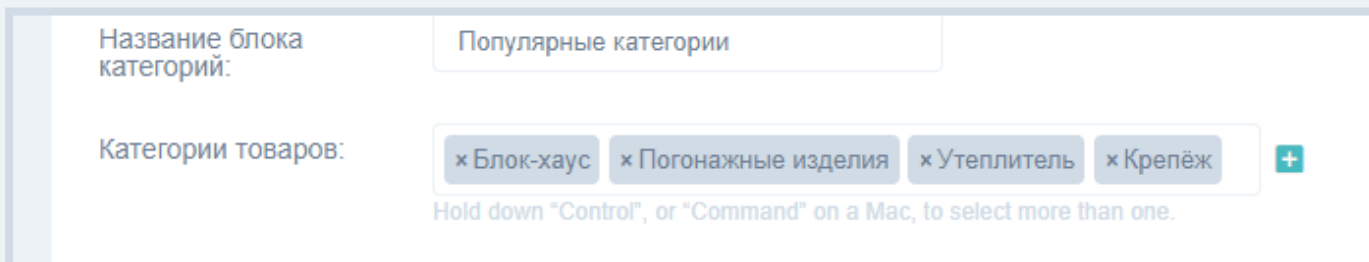 Название блока
категорий:
Популярные категории
Категории товаров:
×Блок-хаус ×Погонажные изделия ×Утеплитель ×Крепёж
Hold down “Control”, or “Command” on a Mac, to select more than one.